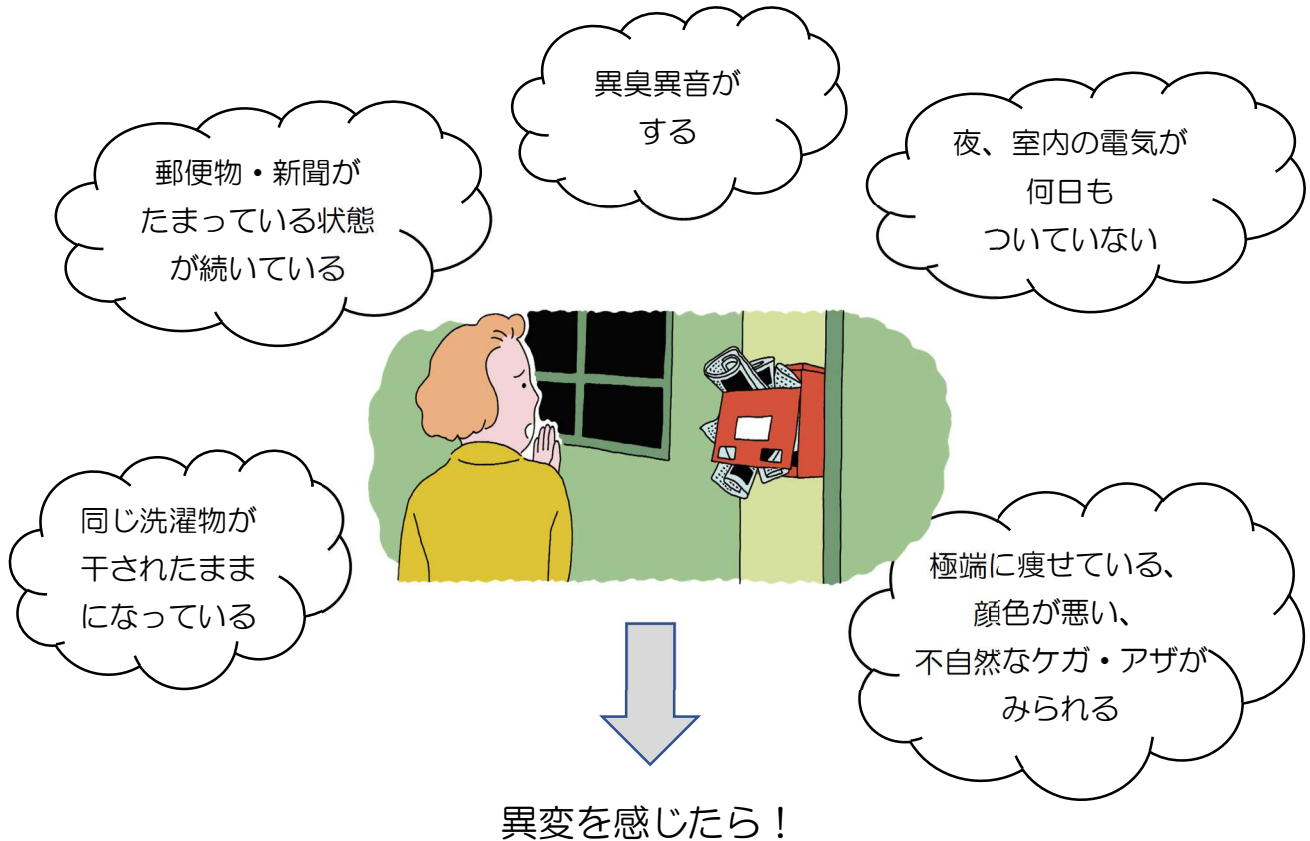 異臭異音が
する
郵便物・新聞が
たまっている状態
が続いている
夜、室内の電気が
何日も
ついていない
同じ洗濯物が
干されたまま
になっている
極端に痩せている、
顔色が悪い、
不自然なケガ・アザが
みられる
異変を感じたら！